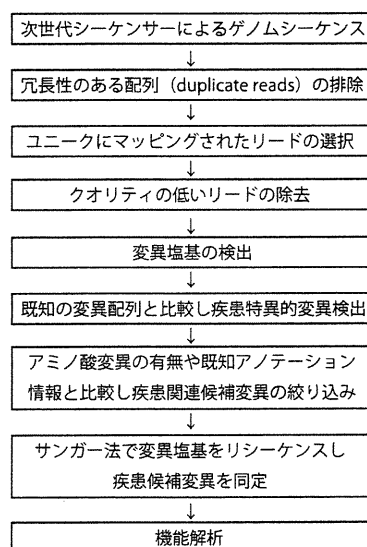 次世代シーケンサーによるゲノムシーケンス
↓
冗長性のある配列（duplicate reads）の排除
↓
ユニークにマッピングされたリードの選択
↓
クオリティの低いリードの除去
↓
変異塩基の検出
↓
既知の変異配列と比較し疾患特異的変異検出
↓
アミノ酸変異の有無や既知アノテーション
情報と比較し疾患関連候補変異の絞り込み
↓
サンガー法で変異塩基をリシーケンスし
疾患候補変異を同定
↓
機能解析